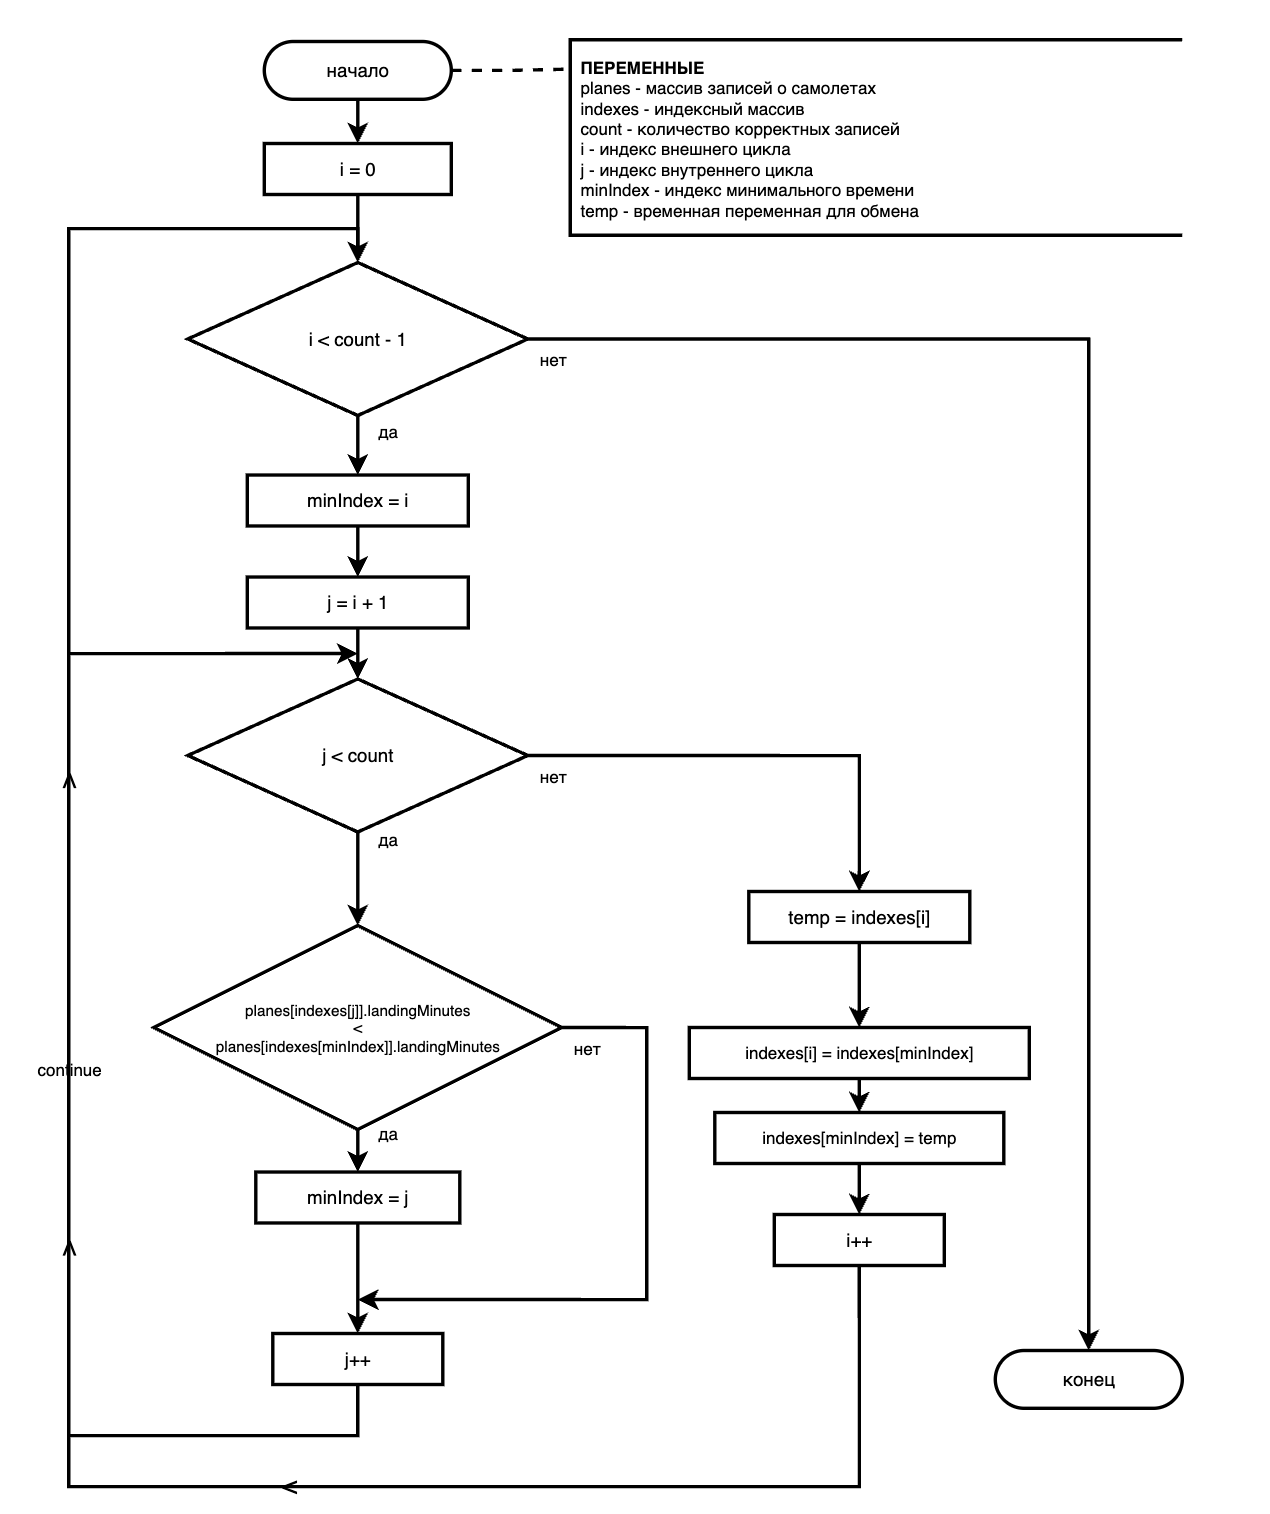 начало
ПЕРЕМЕННЫЕ
planes - массив записей о самолетах
indexes - индексный массив
count - количество корректных записей
i - индекс внешнего цикла
j - индекс внутреннего цикла
minIndex - индекс минимального времени
temp - временная переменная для обмена
i = 0
i < count - 1
нет
да
minIndex = i
j = i + 1
j < count
нет
да
temp = indexes[i]
planes[indexes[j]].landingMinutes
<
planes[indexes[minIndex]].landingMinutes
нет
да
indexes[i] = indexes[minIndex]
continue
indexes[minIndex] = temp
minIndex = j
i++
j++
конец